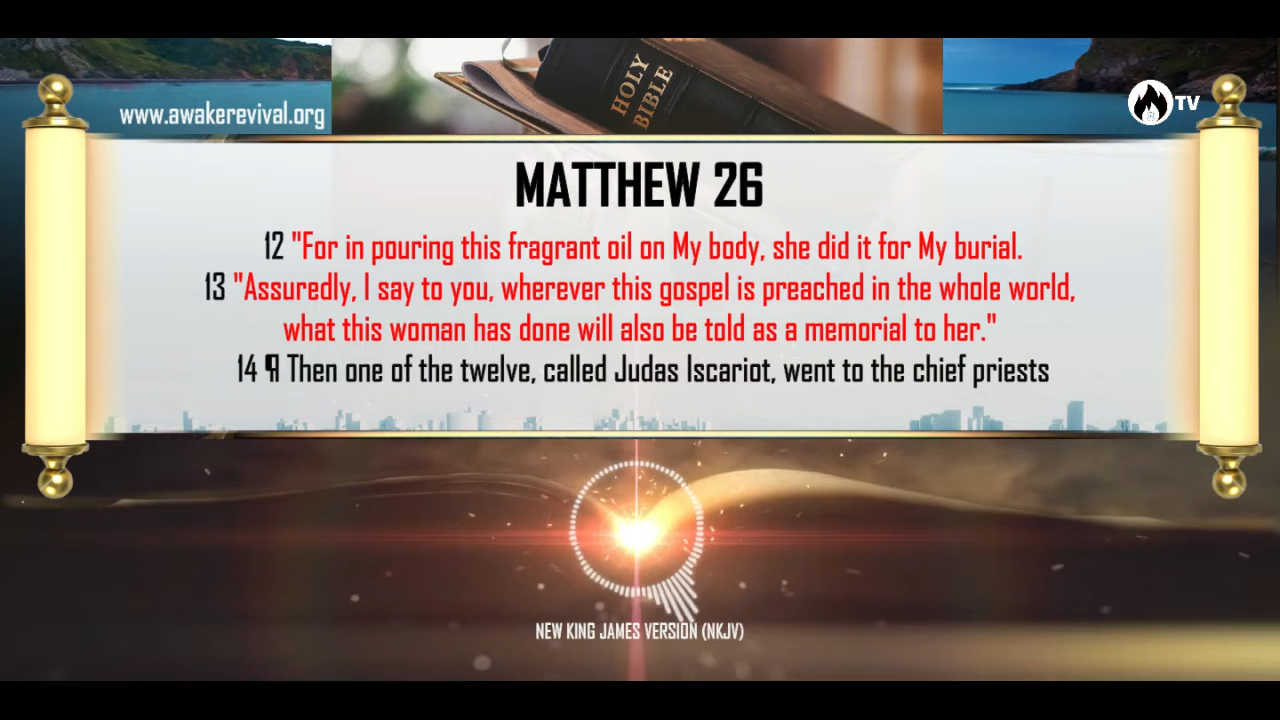 HOLY
BIBLE
www.awakerevival.org
TV
MATTHEW 26
12 "For in pouring this fragrant oil on My body, she did it for My burial.
13 "Assuredly, I say to you, wherever this gospel is preached in the whole world,
what this woman has done will also be told as a memorial to her."
14 ¶ Then one of the twelve, called Judas Iscariot, went to the chief priests
NEW KING JAMES VERSION (NKJV)